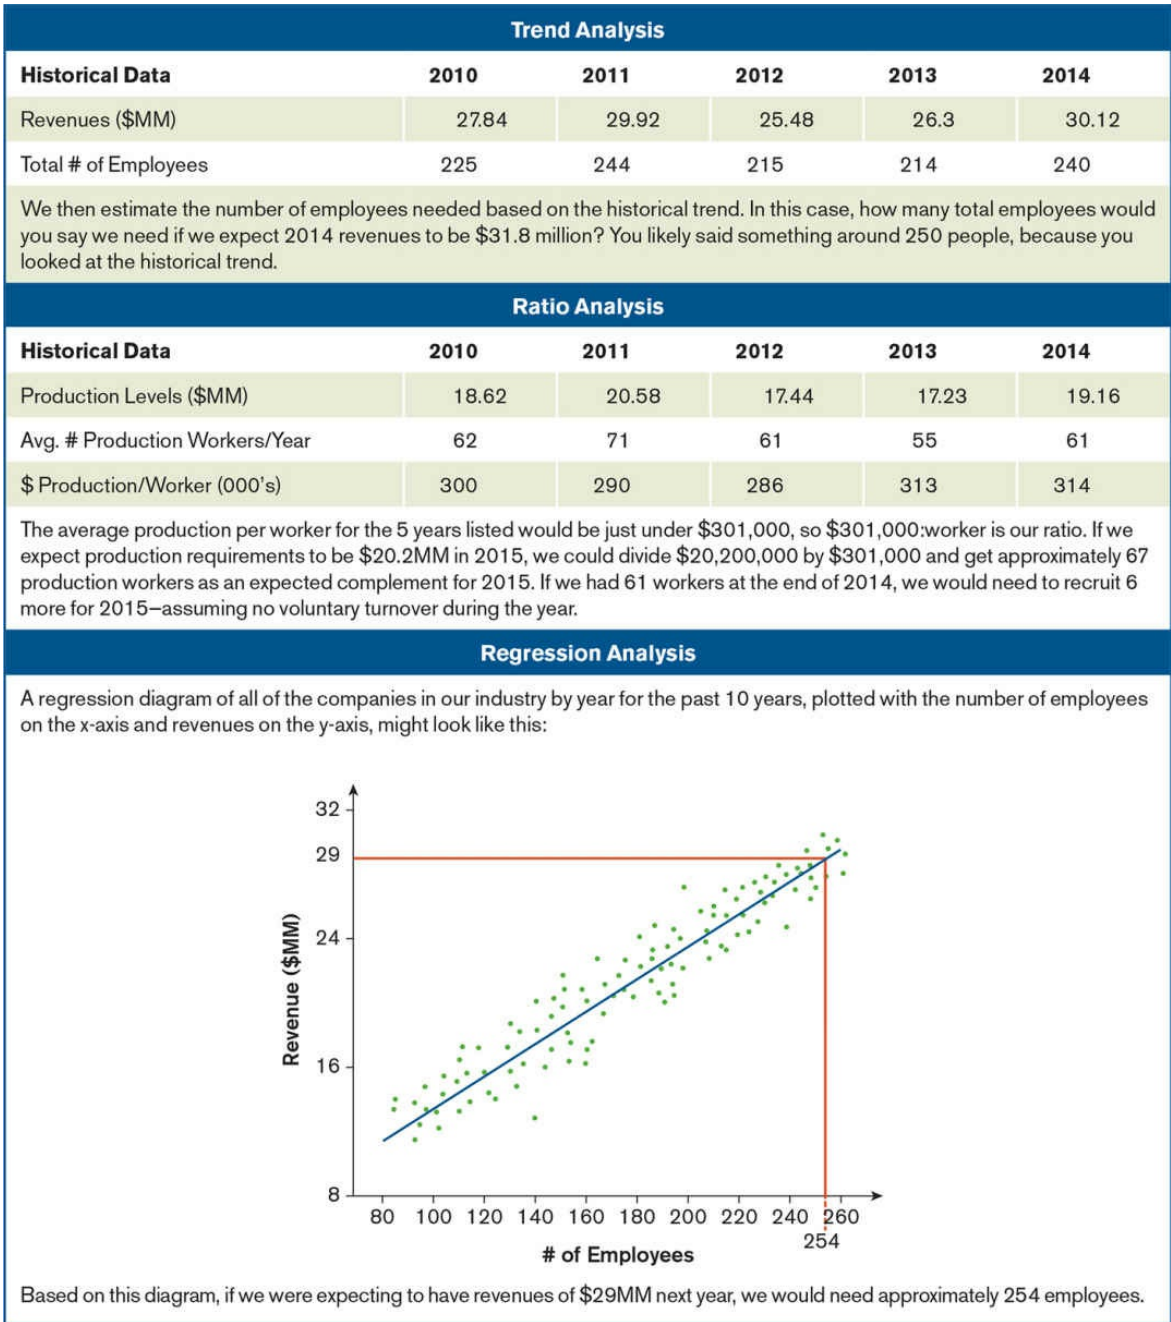 Trend Analysis
Historical Data 2010 2011 2012 2013 2014
Revenues ($MM) 27.84 29.92 25.48 26.3 30.12
Total # of Employees 225 244 215 214 240
We then estimate the number of employees needed based on the historical trend. In this case, how many total employees would
you say we need if we expect 2014 revenues to be $31.8 million? You likely said something around 250 people, because you
looked at the historical trend.
Ratio Analysis
Historical Data 2010 2011 2012 2013 2014
Production Levels ($MM) 18.62 20.58 17.44 17.23 19.16
Avg. # Production Workers/Year 62 71 61 55 61
$ Production/Worker (000's) 300 290 286 313 314
The average production per worker for the 5 years listed would be just under $301,000, so $301,000:worker is our ratio. If we
expect production requirements to be $20.2MM in 2015, we could divide $20,200,000 by $301,000 and get approximately 67
production workers as an expected complement for 2015. If we had 61 workers at the end of 2014, we would need to recruit 6
more for 2015—assuming no voluntary turnover during the year.
Regression Analysis
A regression diagram of all of the companies in our industry by year for the past 10 years, plotted with the number of employees
on the x-axis and revenues on the y-axis, might look like this:
32
29
24
16
8
Revenue ($MM)
80 100 120 140 160 180 200 220 240 260
254
# of Employees
Based on this diagram, if we were expecting to have revenues of $29MM next year, we would need approximately 254 employees.